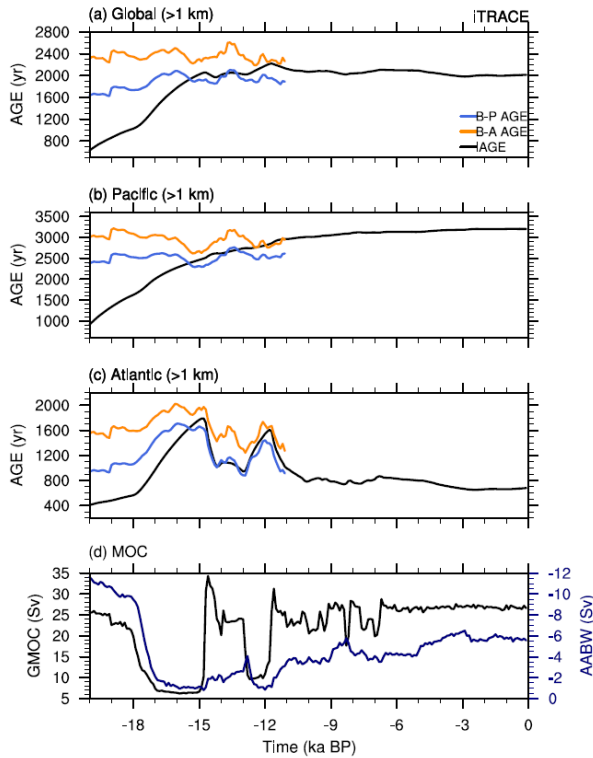 (a) Global (>1 km) iTRACE
2800
2400
2000
1600
1200
800
AGE (yr)
B-P AGE
B-A AGE
IAGE
(b) Pacific (>1 km)
3500
3000
2500
2000
1500
1000
AGE (yr)
(c) Atlantic (>1 km)
2000
1600
1200
800
400
AGE (yr)
(d) MOC
35
30
25
20
15
10
5
GMOC (Sv)
-12
-10
-8
-6
-4
-2
0
AABW (Sv)
-18 -15 -12 -9 -6 -3 0
Time (ka BP)